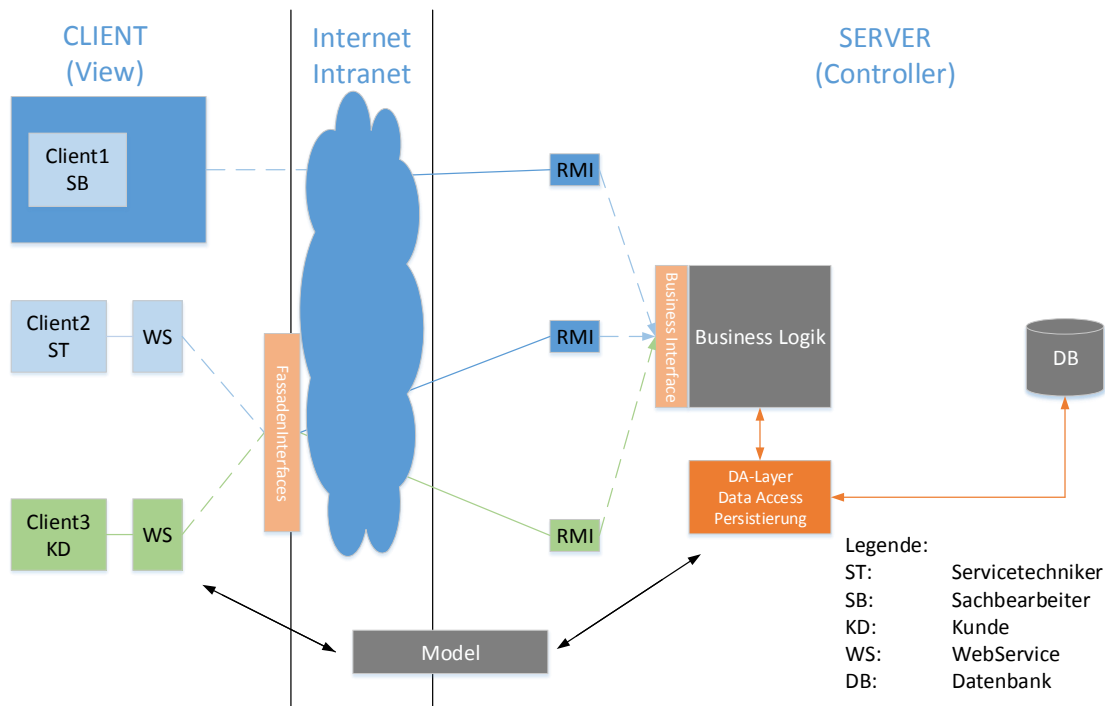 CLIENT
(View)
Internet
Intranet
SERVER
(Controller)
Client1
SB
RMI
Client2
ST
WS
FassadenInterfaces
RMI
Business Interface
Business Logik
DB
Client3
KD
WS
RMI
DA-Layer
Data Access
Persistierung
Model
Legende:
ST: Servicetechniker
SB: Sachbearbeiter
KD: Kunde
WS: WebService
DB: Datenbank